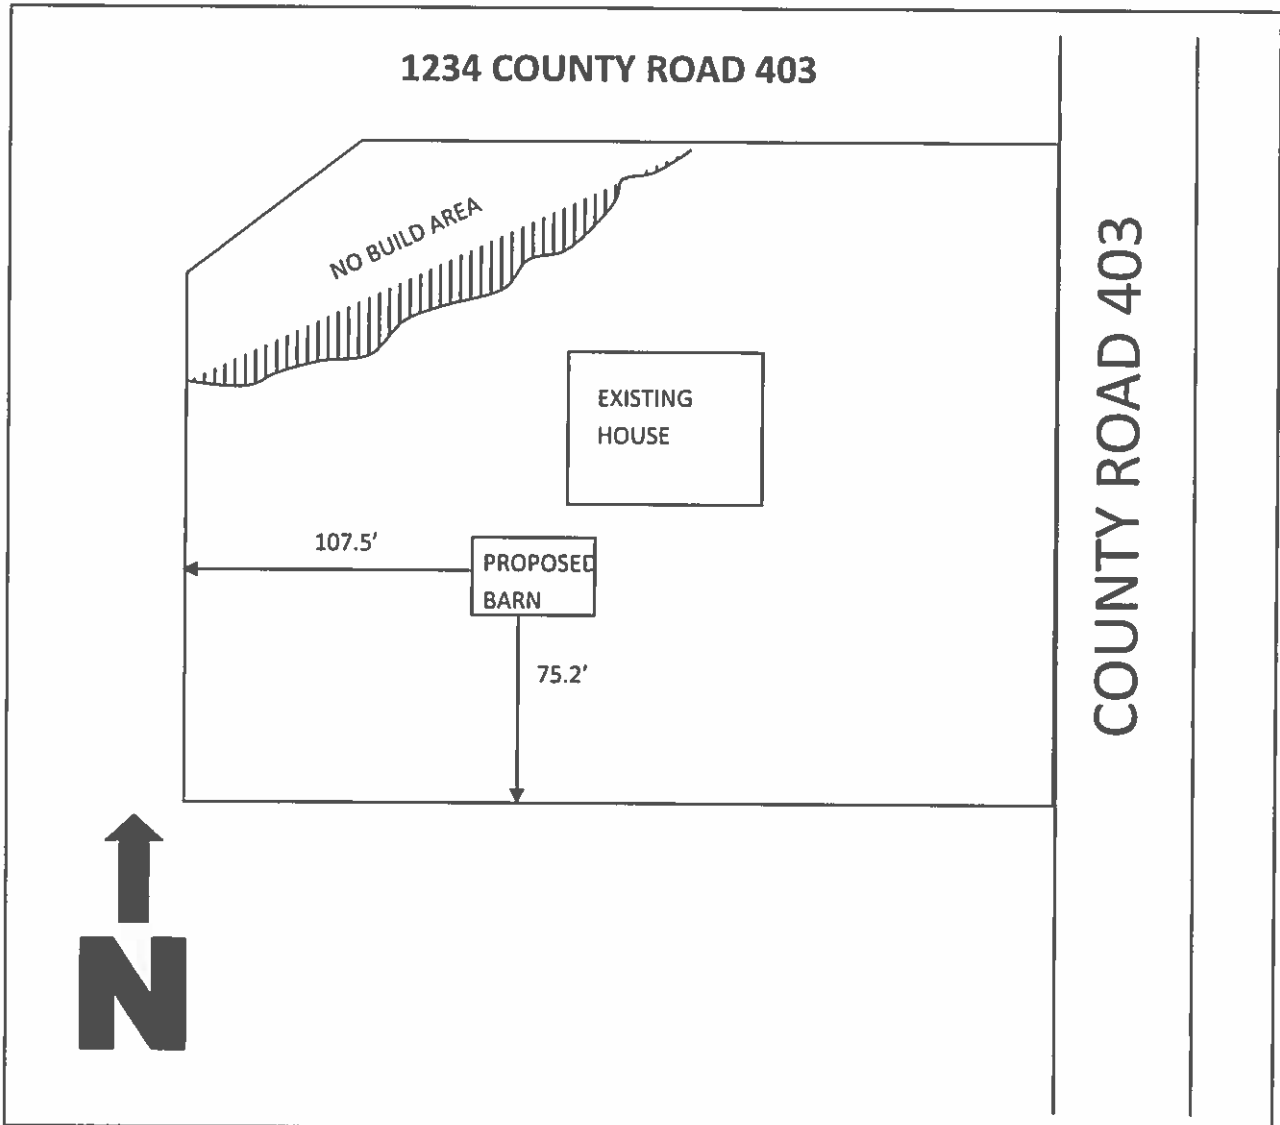 1234 COUNTY ROAD 403
NO BUILD AREA
EXISTING
HOUSE
COUNTY ROAD 403
107.5’
PROPOSED
BARN
75.2’
N